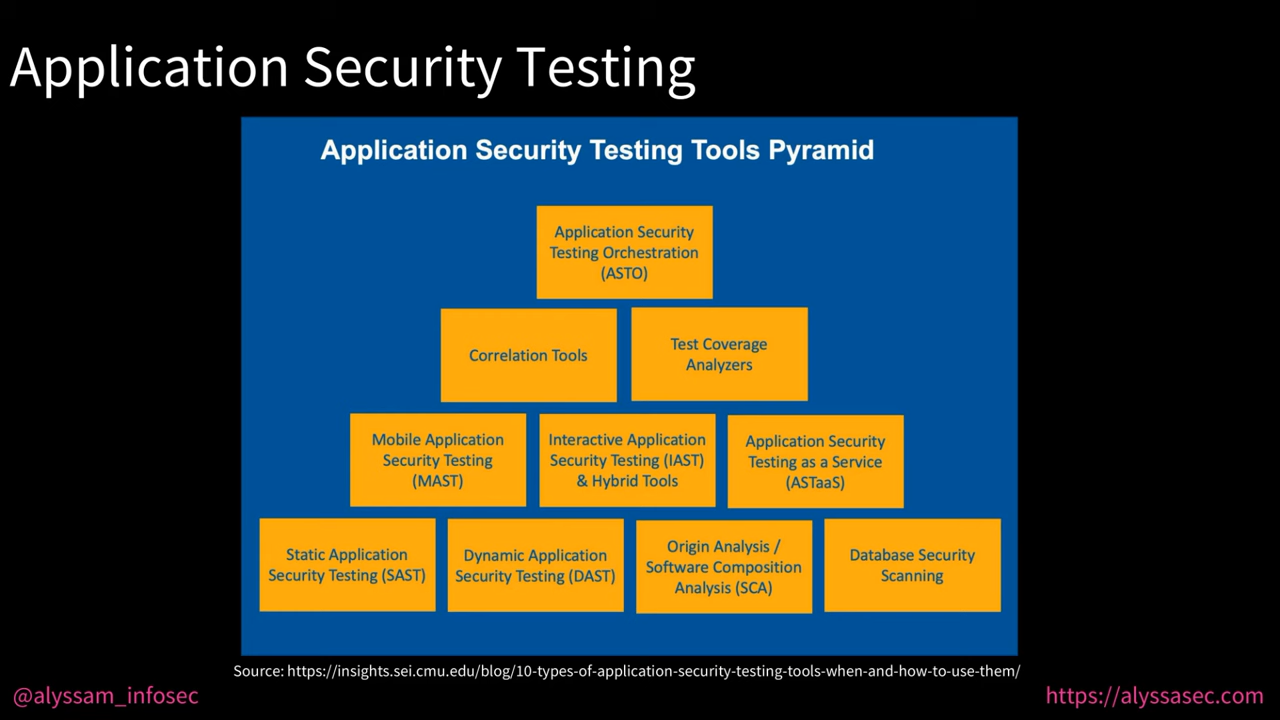 Application Security Testing
Application Security Testing Tools Pyramid
Application Security
Testing Orchestration
(ASTO)
Correlation Tools
Test Coverage
Analyzers
Mobile Application
Security Testing
(MAST)
Interactive Application
Security Testing (IAST)
& Hybrid Tools
Application Security
Testing as a Service
(ASTaaS)
Static Application
Security Testing (SAST)
Dynamic Application
Security Testing (DAST)
Origin Analysis /
Software Composition
Analysis (SCA)
Database Security
Scanning
Source: https://insights.sei.cmu.edu/blog/10-types-of-application-security-testing-tools-when-and-how-to-use-them/
@alyssam_infosec
https://alyssasec.com